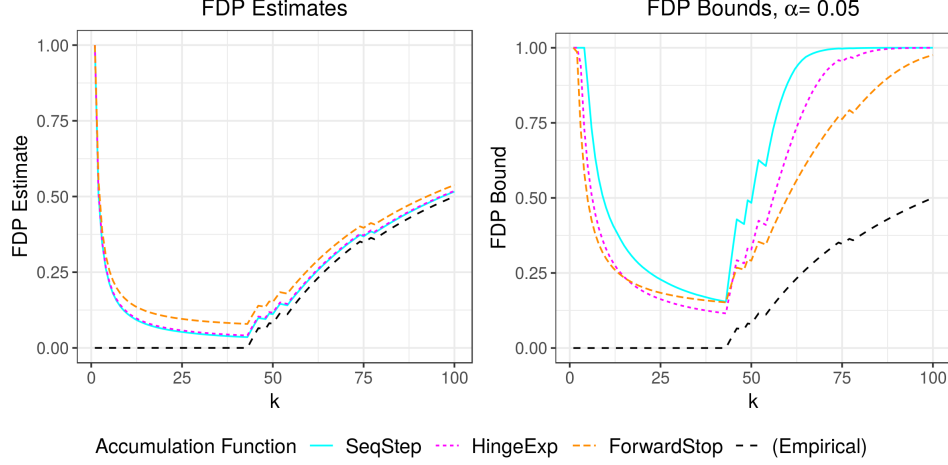 FDP Estimates
FDP Bounds, α= 0.05
FDP Estimate
1.00
0.75
0.50
0.25
0.00
0 25 50 75 100
k
FDP Bound
1.00
0.75
0.50
0.25
0.00
0 25 50 75 100
k
Accumulation Function SeqStep HingeExp ForwardStop (Empirical)